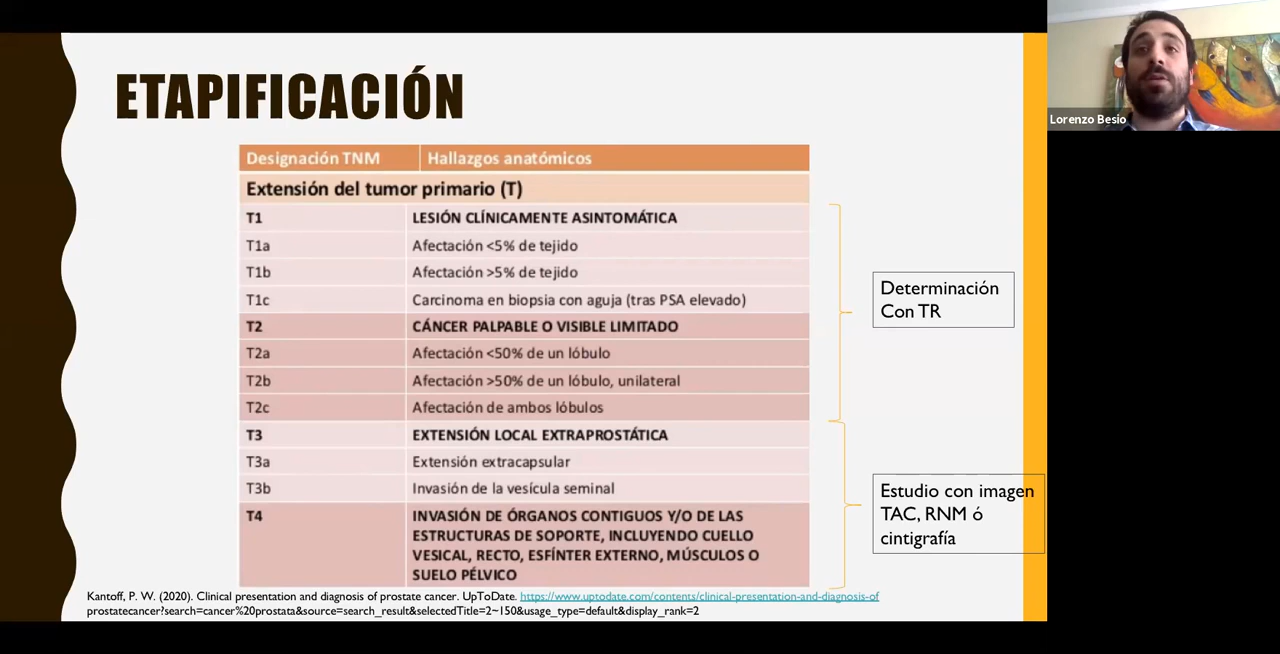 ETAPIFICACIÓN
Designación TNM Hallazgos anatómicos
Extensión del tumor primario (T)
T1 LESIÓN CLÍNICAMENTE ASINTOMÁTICA
T1a Afectación <5% de tejido
T1b Afectación >5% de tejido
T1c Carcinoma en biopsia con aguja (tras PSA elevado)
T2 CÁNCER PALPABLE O VISIBLE LIMITADO
T2a Afectación <50% de un lóbulo
T2b Afectación >50% de un lóbulo, unilateral
T2c Afectación de ambos lóbulos
T3 EXTENSIÓN LOCAL EXTRAPROSTÁTICA
T3a Extensión extracapsular
T3b Invasión de la vesícula seminal
T4 INVASIÓN DE ÓRGANOS CONTIGUOS Y/O DE LAS
ESTRUCTURAS DE SOPORTE, INCLUYENDO CUELLO
VESICAL, RECTO, ESFÍNTER EXTERNO, MÚSCULOS O
SUELO PÉLVICO
Determinación
Con TR
Estudio con imagen
TAC, RNM ó
cintigrafía
Kantoff, P. W. (2020). Clinical presentation and diagnosis of prostate cancer. UpToDate. https://www.uptodate.com/contents/clinical-presentation-and-diagnosis-of
prostatecancer?search=cancer%20prostata&source=search_result&selectedTitle=2~150&usage_type=default&display_rank=2
Lorenzo Besio